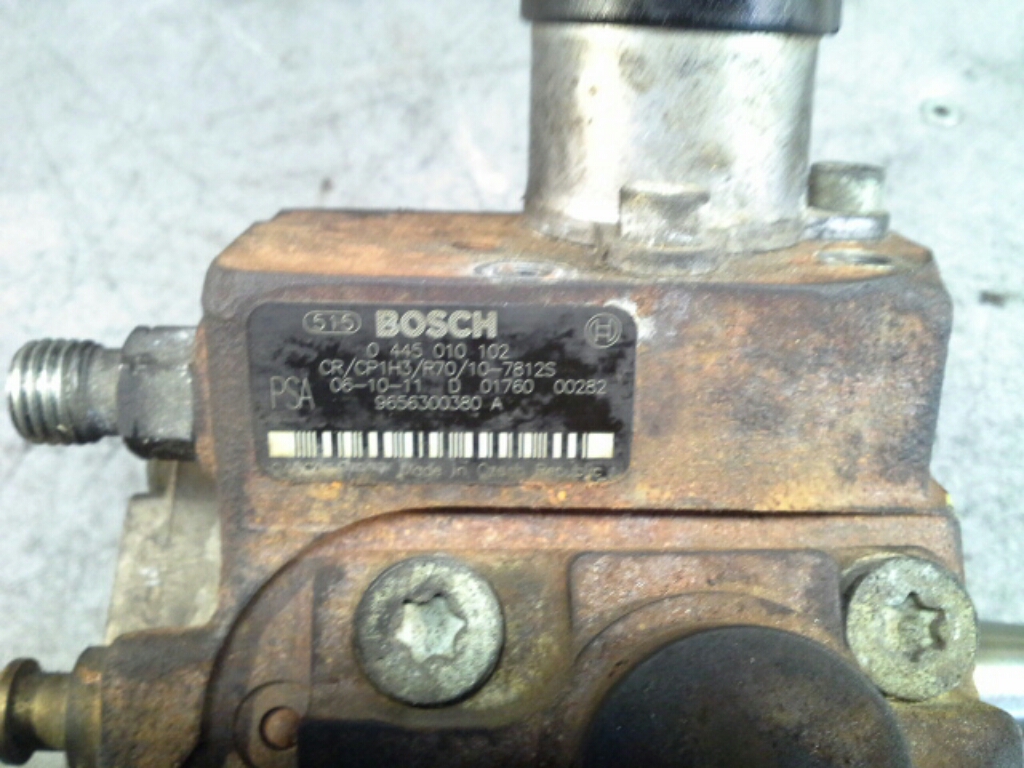 515 BOSCH H
0 445 010 102
CR/CP1H3/R70/10-7812S
PSA 06-10-11 D 01760 00282
9656300380 A
Made in Czech Republic